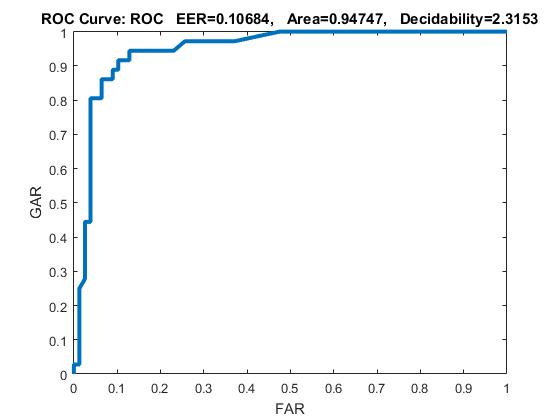 ROC Curve: ROC EER=0.10684, Area=0.94747, Decidability=2.3153
1
0.9
0.8
0.7
0.6
0.5
0.4
0.3
0.2
0.1
0
GAR
0 0.1 0.2 0.3 0.4 0.5 0.6 0.7 0.8 0.9 1
FAR